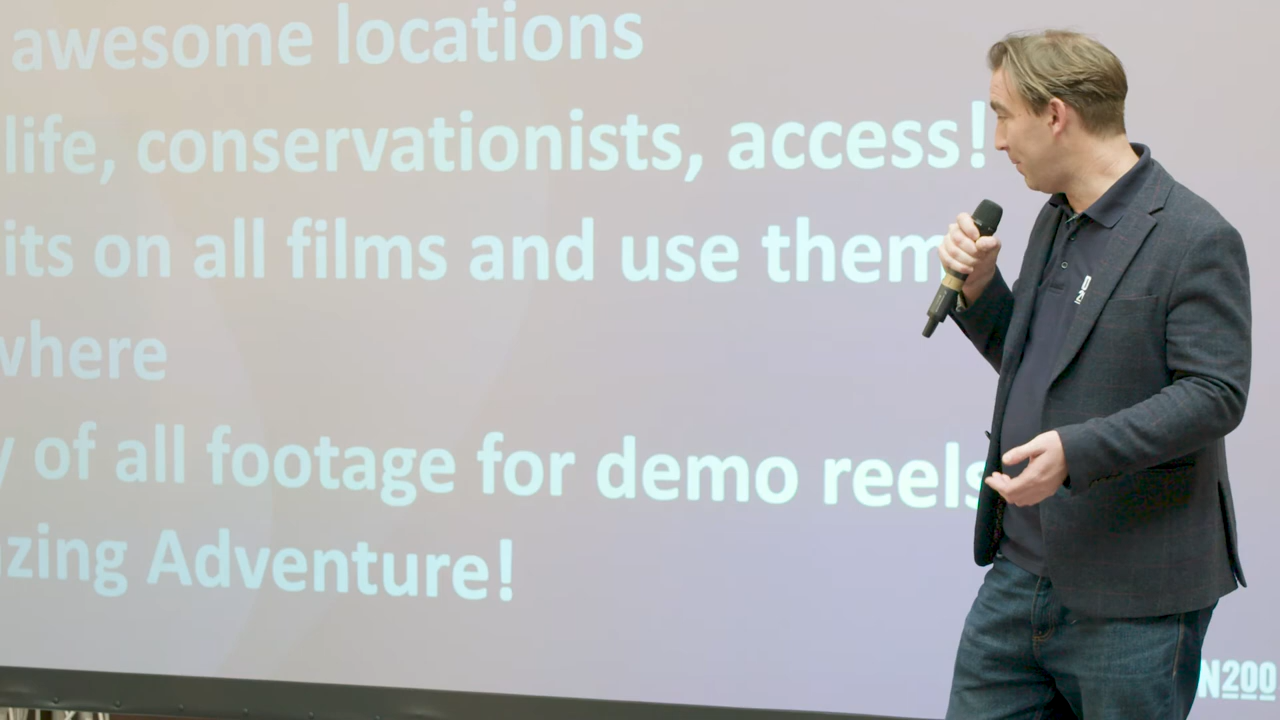 awesome locations
life, conservationists, access!
its on all films and use them
where
y of all footage for demo reels
azing Adventure!
N200